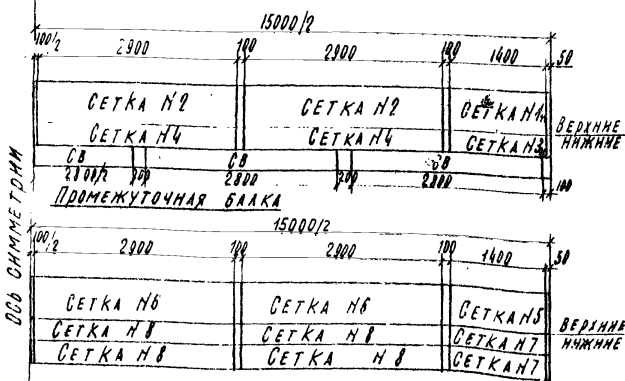 15000/2
100/2 2900 100 2900 100 1400 50
СЕТКА N2 СЕТКА N2 СЕТКА N1
ВЕРХНИЕ
СЕТКА N4 СЕТКА N4 СЕТКА N3
НИЖНИЕ
СВ СВ СВ
2800/2 200 2800 200 2800 100
ПРОМЕЖУТОЧНАЯ БАЛКА
ОСЬ СИММЕТРИИ
15000/2
100/2 2900 100 2900 100 1400 50
СЕТКА N6 СЕТКА N6 СЕТКА N5
ВЕРХНИЕ
СЕТКА N8 СЕТКА N8 СЕТКА N7
НИЖНИЕ
СЕТКА N8 СЕТКА N8 СЕТКА N7